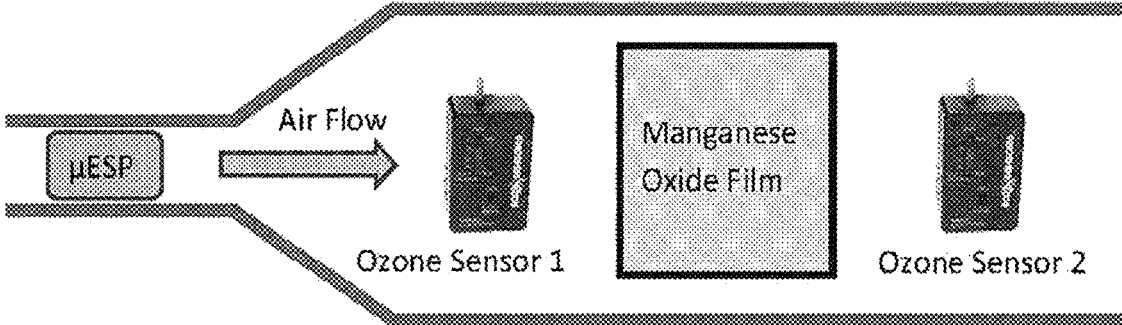 Air Flow
µESP
Manganese
Oxide Film
Ozone Sensor 1
Ozone Sensor 2